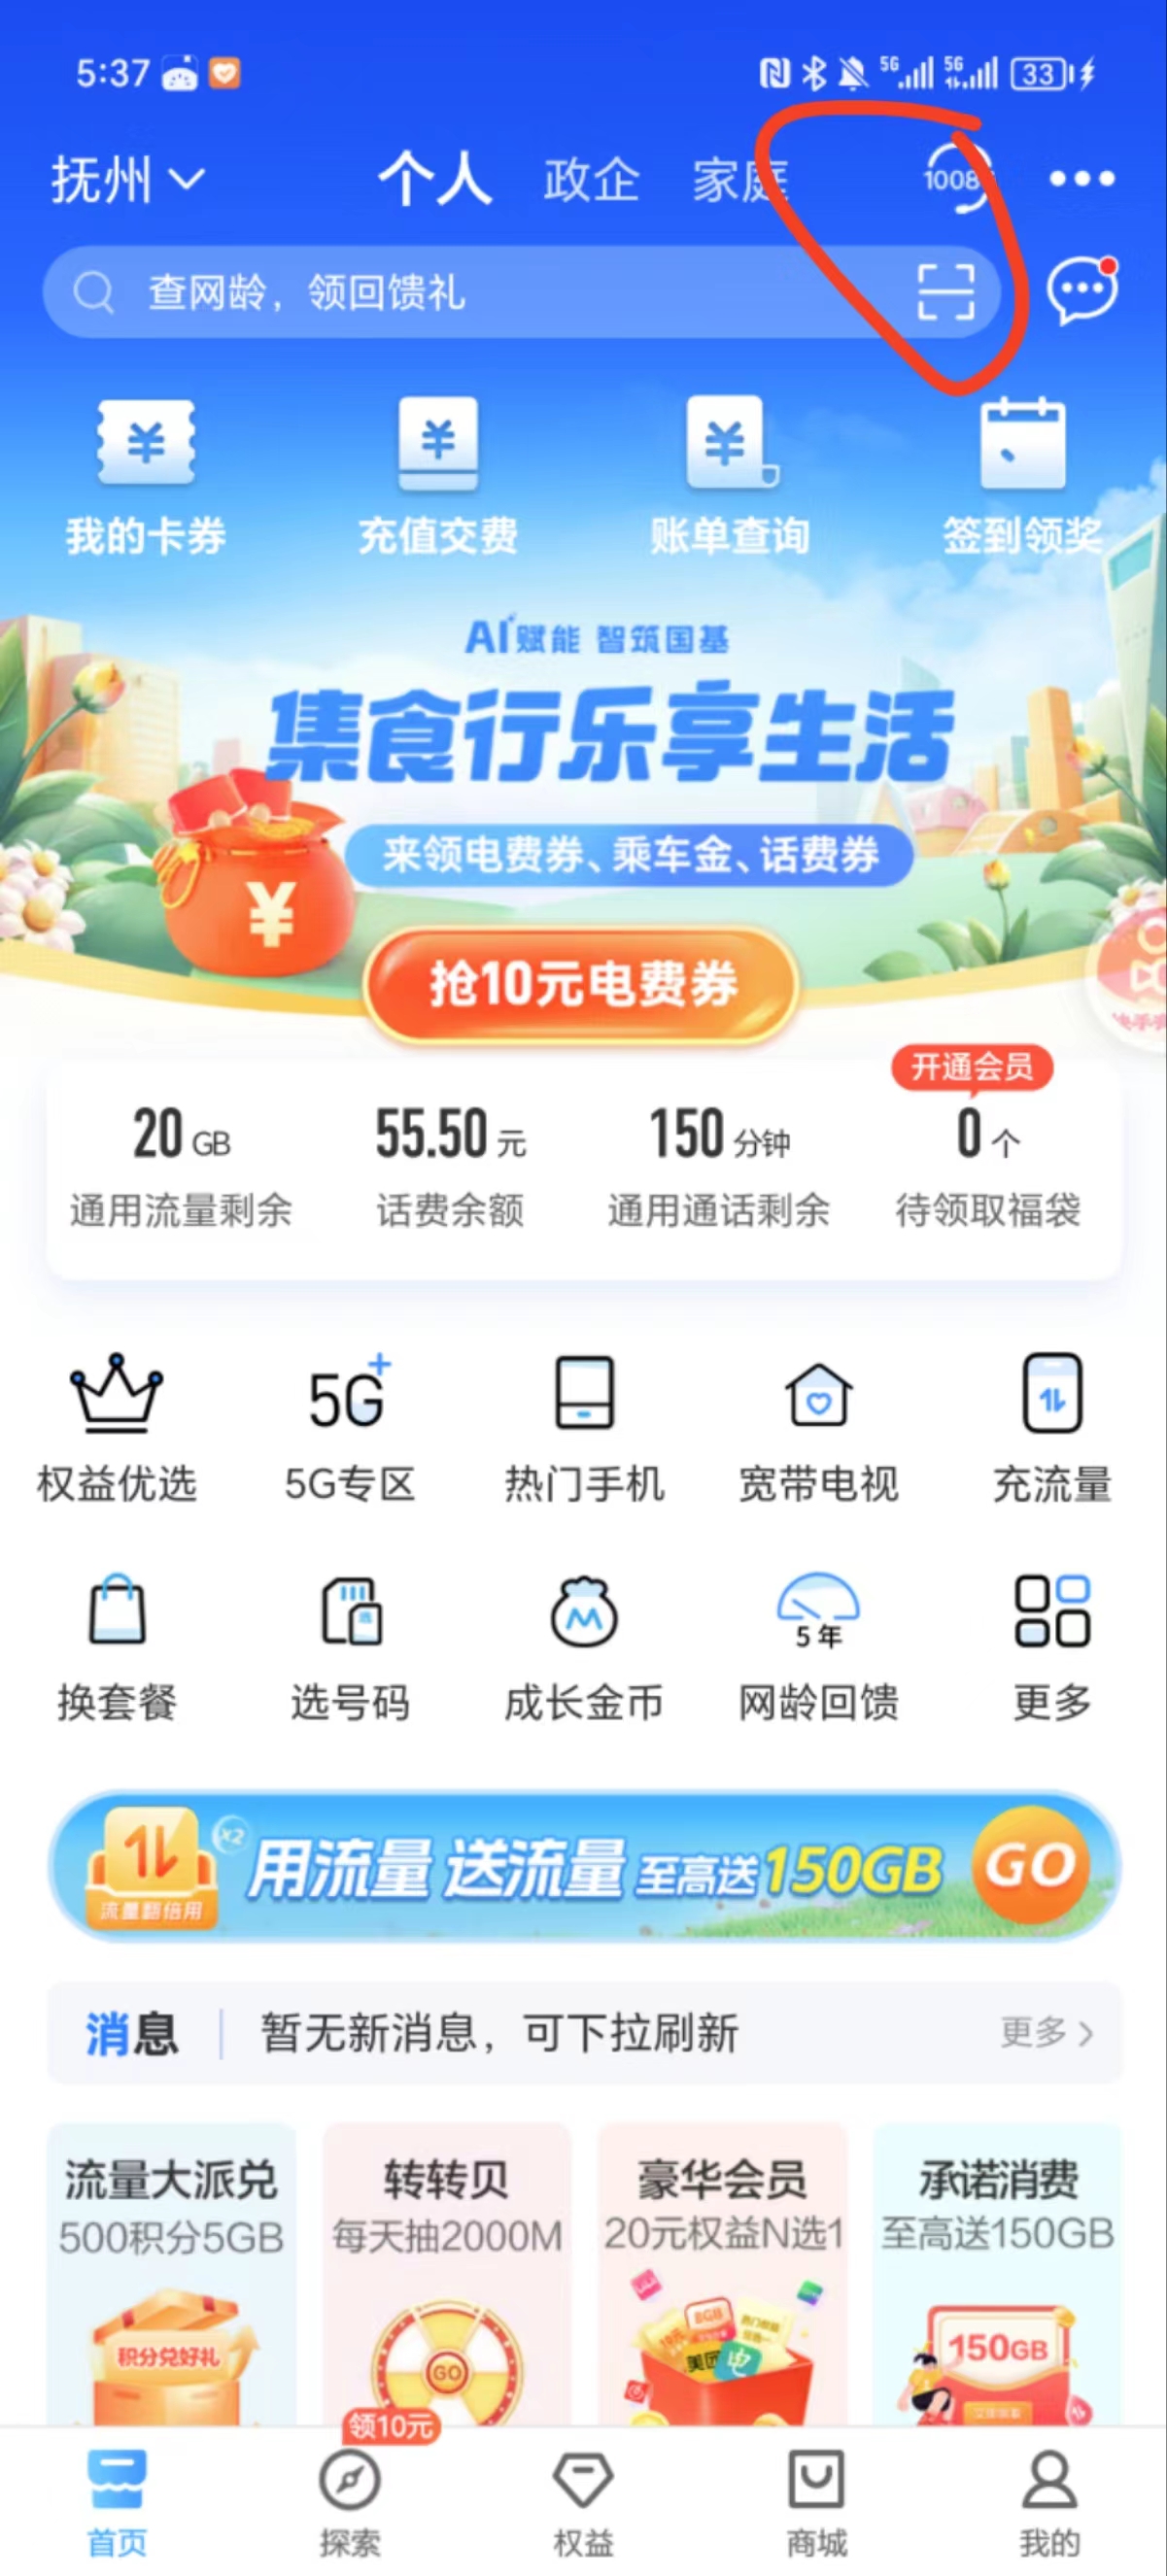 5:37
5G 5G 33
抚州 个人 政企 家庭 1008
查网龄，领回馈礼
我的卡券 充值交费 账单查询 签到领奖
AI赋能 智筑国基
集食行乐享生活
来领电费券、乘车金、话费券
¥
抢10元电费券
开通会员
20 GB 55.50 元 150 分钟 0 个
通用流量剩余 话费余额 通用通话剩余 待领取福袋
5G+
权益优选 5G专区 热门手机 宽带电视 充流量
5 年
换套餐 选号码 成长金币 网龄回馈 更多
x2
用流量 送流量 至高送150GB GO
流量翻倍用
消息 暂无新消息，可下拉刷新 更多
流量大派兑 转转贝 豪华会员 承诺消费
500积分5GB 每天抽2000M 20元权益N选1 至高送150GB
积分兑好礼 GO 8GB 美团 电 150GB
领10元
首页 探索 权益 商城 我的